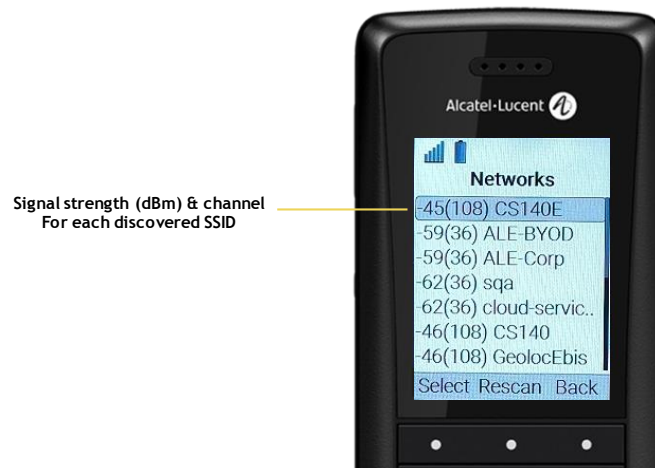 Alcatel·Lucent
Networks
Signal strength (dBm) & channel
For each discovered SSID
-45(108) CS140E
-59(36) ALE-BYOD
-59(36) ALE-Corp
-62(36) sqa
-62(36) cloud-servic..
-46(108) CS140
-46(108) GeolocEbis
Select Rescan Back